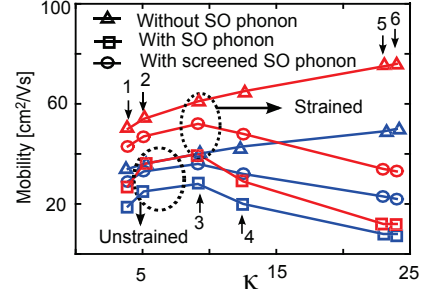 100
60
20
Mobility [cm²/Vs]
Without SO phonon
With SO phonon
With screened SO phonon
5 6
1 2
Strained
Unstrained
3
4
5 15 25
κ